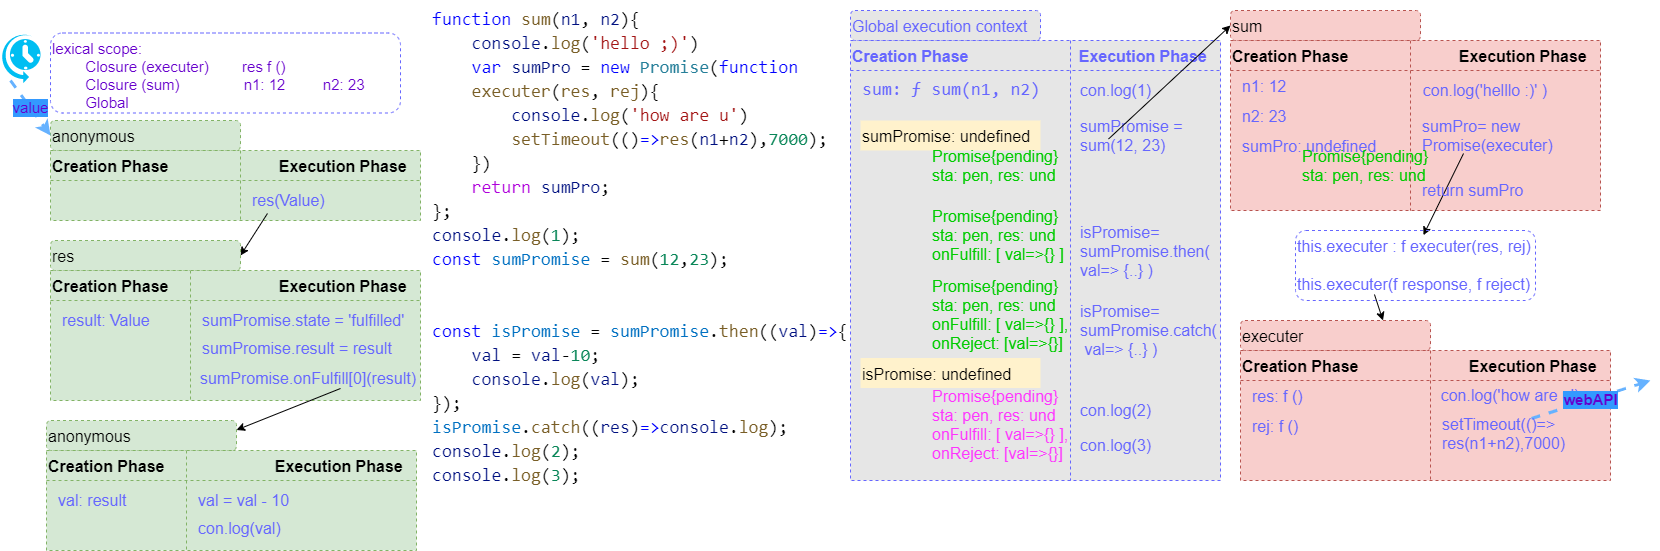 lexical scope:
Closure (executer) res f ()
Closure (sum) n1: 12 n2: 23
Global
value
anonymous
Creation Phase Execution Phase
res(Value)
res
Creation Phase Execution Phase
result: Value sumPromise.state = 'fulfilled'
sumPromise.result = result
sumPromise.onFulfill[0](result)
anonymous
Creation Phase Execution Phase
val: result val = val - 10
con.log(val)
function sum(n1, n2){
console.log('hello ;)')
var sumPro = new Promise(function
executer(res, rej){
console.log('how are u')
setTimeout(()=>res(n1+n2),7000);
})
return sumPro;
};
console.log(1);
const sumPromise = sum(12,23);
const isPromise = sumPromise.then((val)=>{
val = val-10;
console.log(val);
});
isPromise.catch((res)=>console.log);
console.log(2);
console.log(3);
Global execution context
Creation Phase Execution Phase
sum: ƒ sum(n1, n2)
con.log(1)
sumPromise: undefined
sumPromise =
sum(12, 23)
Promise{pending}
sta: pen, res: und
Promise{pending}
sta: pen, res: und
onFulfill: [ val=>{} ]
isPromise=
sumPromise.then(
val=> {..} )
Promise{pending}
sta: pen, res: und
onFulfill: [ val=>{} ],
onReject: [val=>{}]
isPromise=
sumPromise.catch(
val=> {..} )
isPromise: undefined
Promise{pending}
sta: pen, res: und
onFulfill: [ val=>{} ],
onReject: [val=>{}]
con.log(2)
con.log(3)
sum
Creation Phase Execution Phase
n1: 12
n2: 23
sumPro: undefined
Promise{pending}
sta: pen, res: und
con.log('helllo :)' )
sumPro= new
Promise(executer)
return sumPro
this.executer : f executer(res, rej)
this.executer(f response, f reject)
executer
Creation Phase Execution Phase
res: f ()
rej: f ()
con.log('how are
webAPI
setTimeout(()=>
res(n1+n2),7000)